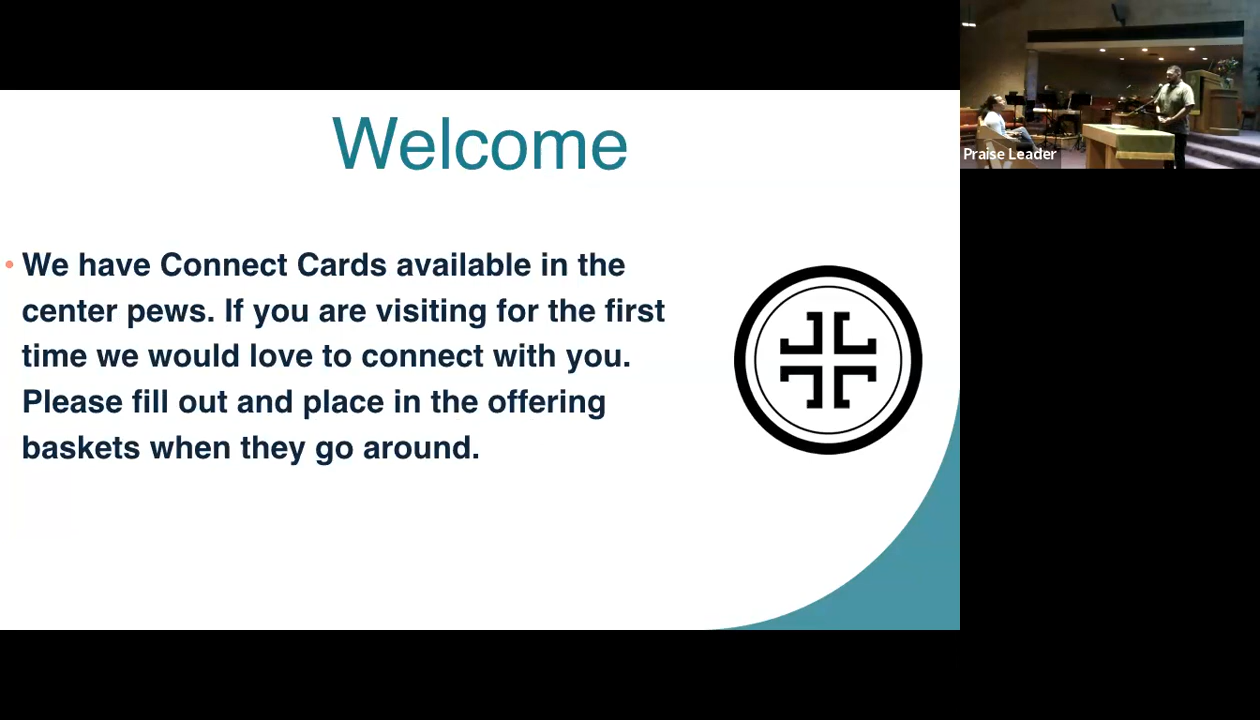 Welcome
• We have Connect Cards available in the
center pews. If you are visiting for the first
time we would love to connect with you.
Please fill out and place in the offering
baskets when they go around.
Praise Leader